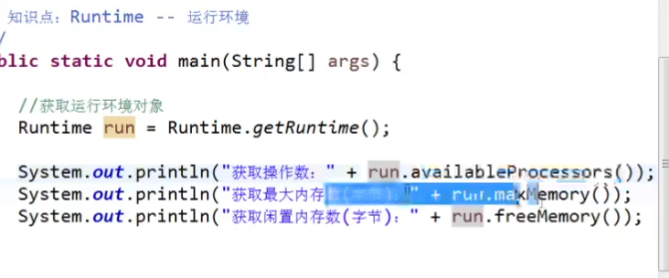 知识点: Runtime -- 运行环境
/
blic static void main(String[] args) {
//获取运行环境对象
Runtime run = Runtime.getRuntime();
System.out.println("获取操作数: " + run.availableProcessors());
System.out.println("获取最大内存数 " + run.maxMemory());
System.out.println("获取闲置内存数(字节): " + run.freeMemory());